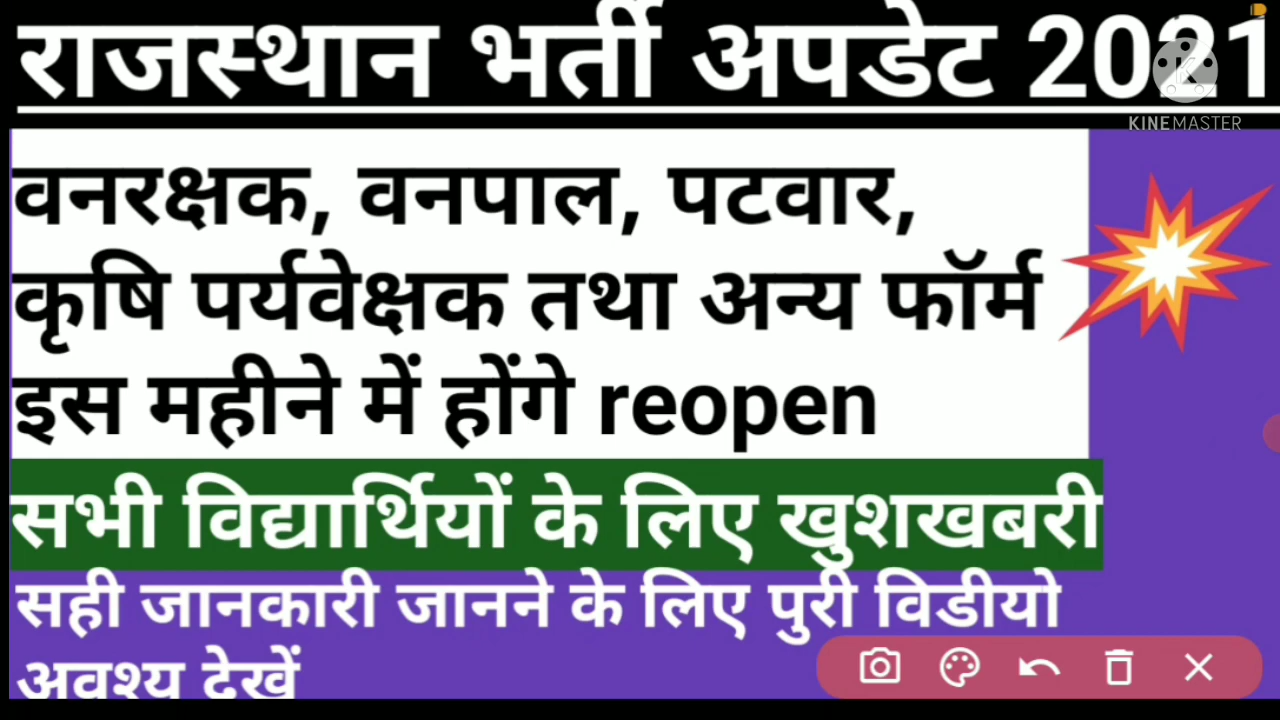 राजस्थान भर्ती अपडेट 2021
KINEMASTER
वनरक्षक, वनपाल, पटवार,
कृषि पर्यवेक्षक तथा अन्य फॉर्म
इस महीने में होंगे reopen
सभी विद्यार्थियों के लिए खुशखबरी
सही जानकारी जानने के लिए पुरी विडीयो
अवश्य देखें